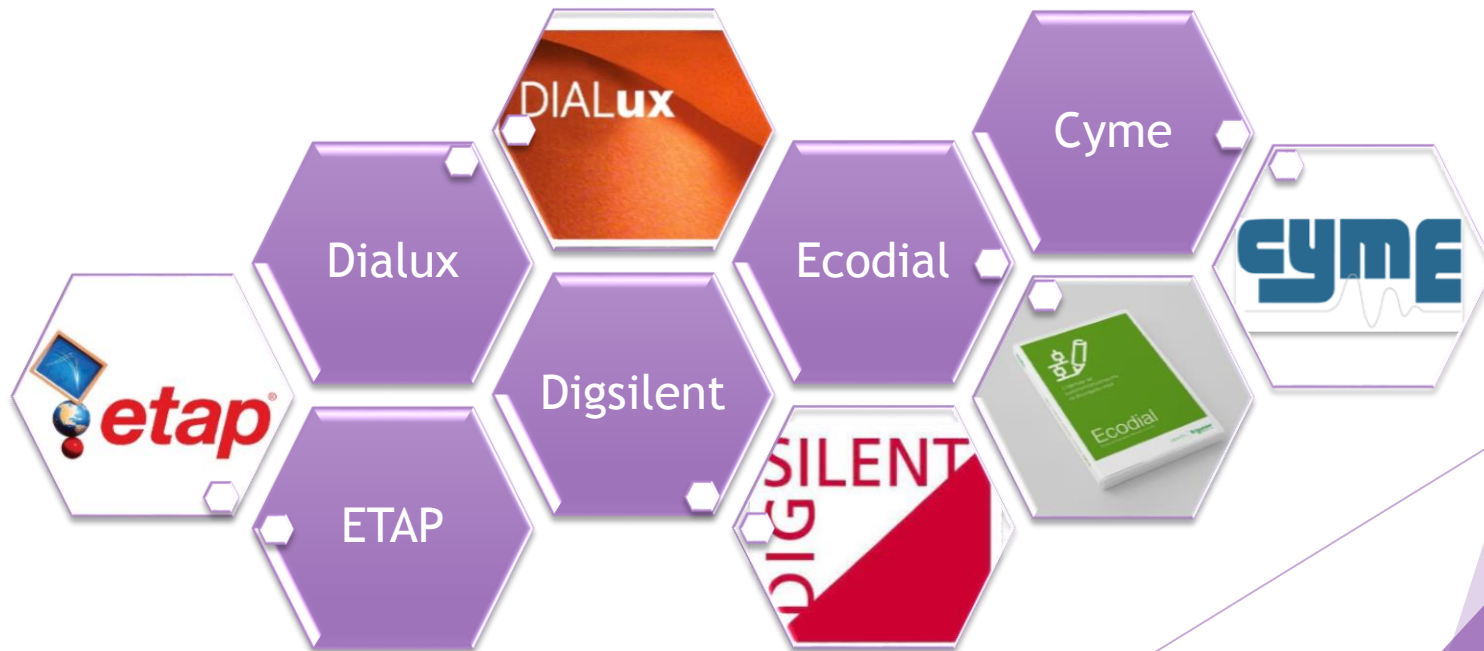 DIALux
Cyme
Dialux
Ecodial
CYME
etap®
Digsilent
Ecodial
ETAP
SILENT
DIG